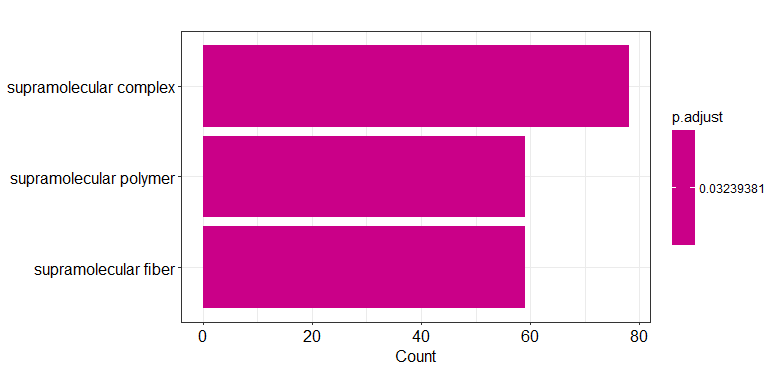 supramolecular complex
supramolecular polymer
supramolecular fiber
0 20 40 60 80
Count
p.adjust
0.03239381